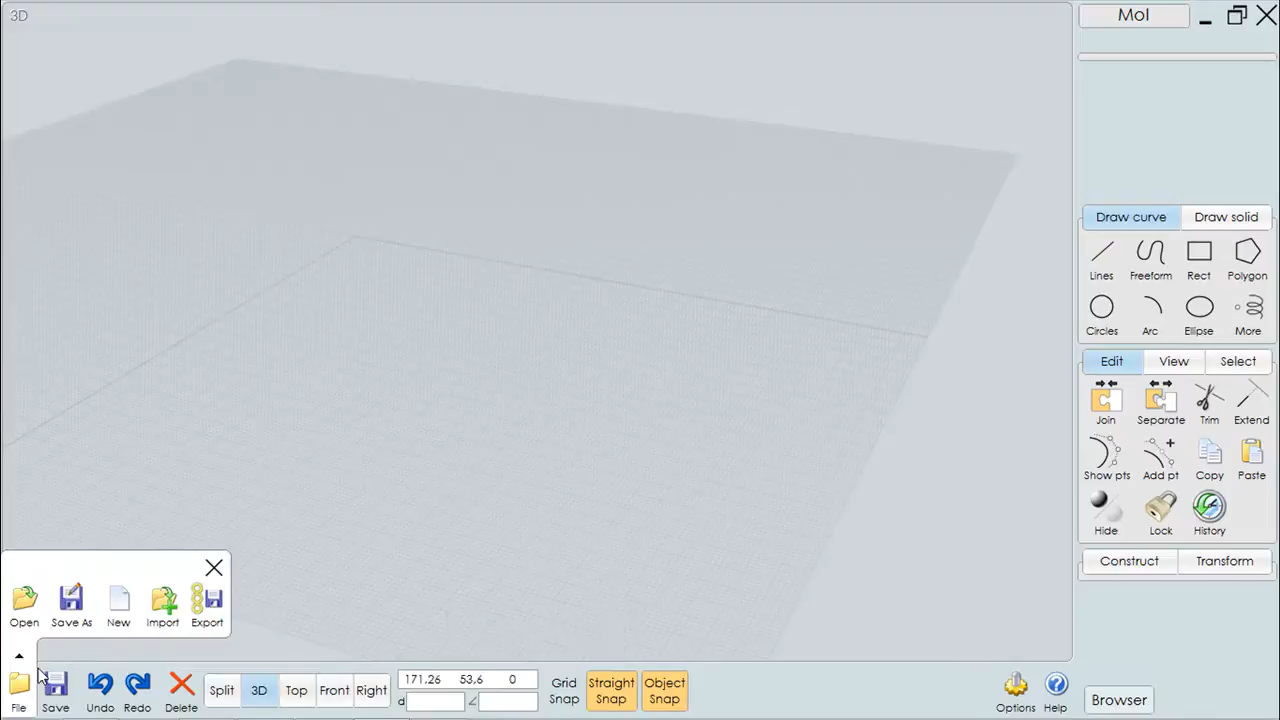 3D
MoI
Draw curve Draw solid
Lines Freeform Rect Polygon
Circles Arc Ellipse More
Edit View Select
Join Separate Trim Extend
Show pts Add pt Copy Paste
Hide Lock History
Construct Transform
Open Save As New Import Export
File Save Undo Redo Delete
Split 3D Top Front Right
171.26 53,6 0
d ∠
Grid Snap
Straight Snap
Object Snap
Options Help
Browser